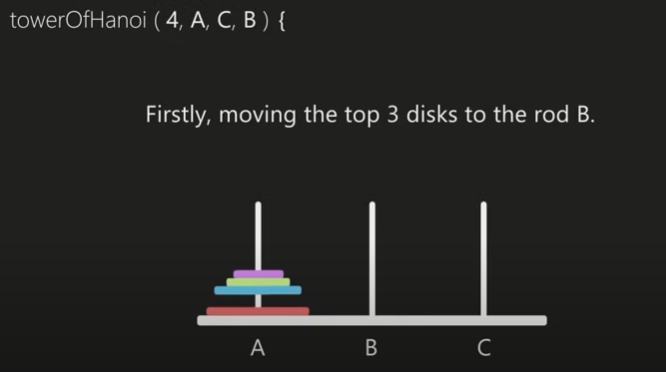 towerOfHanoi ( 4, A, C, B ) {
Firstly, moving the top 3 disks to the rod B.
A B C